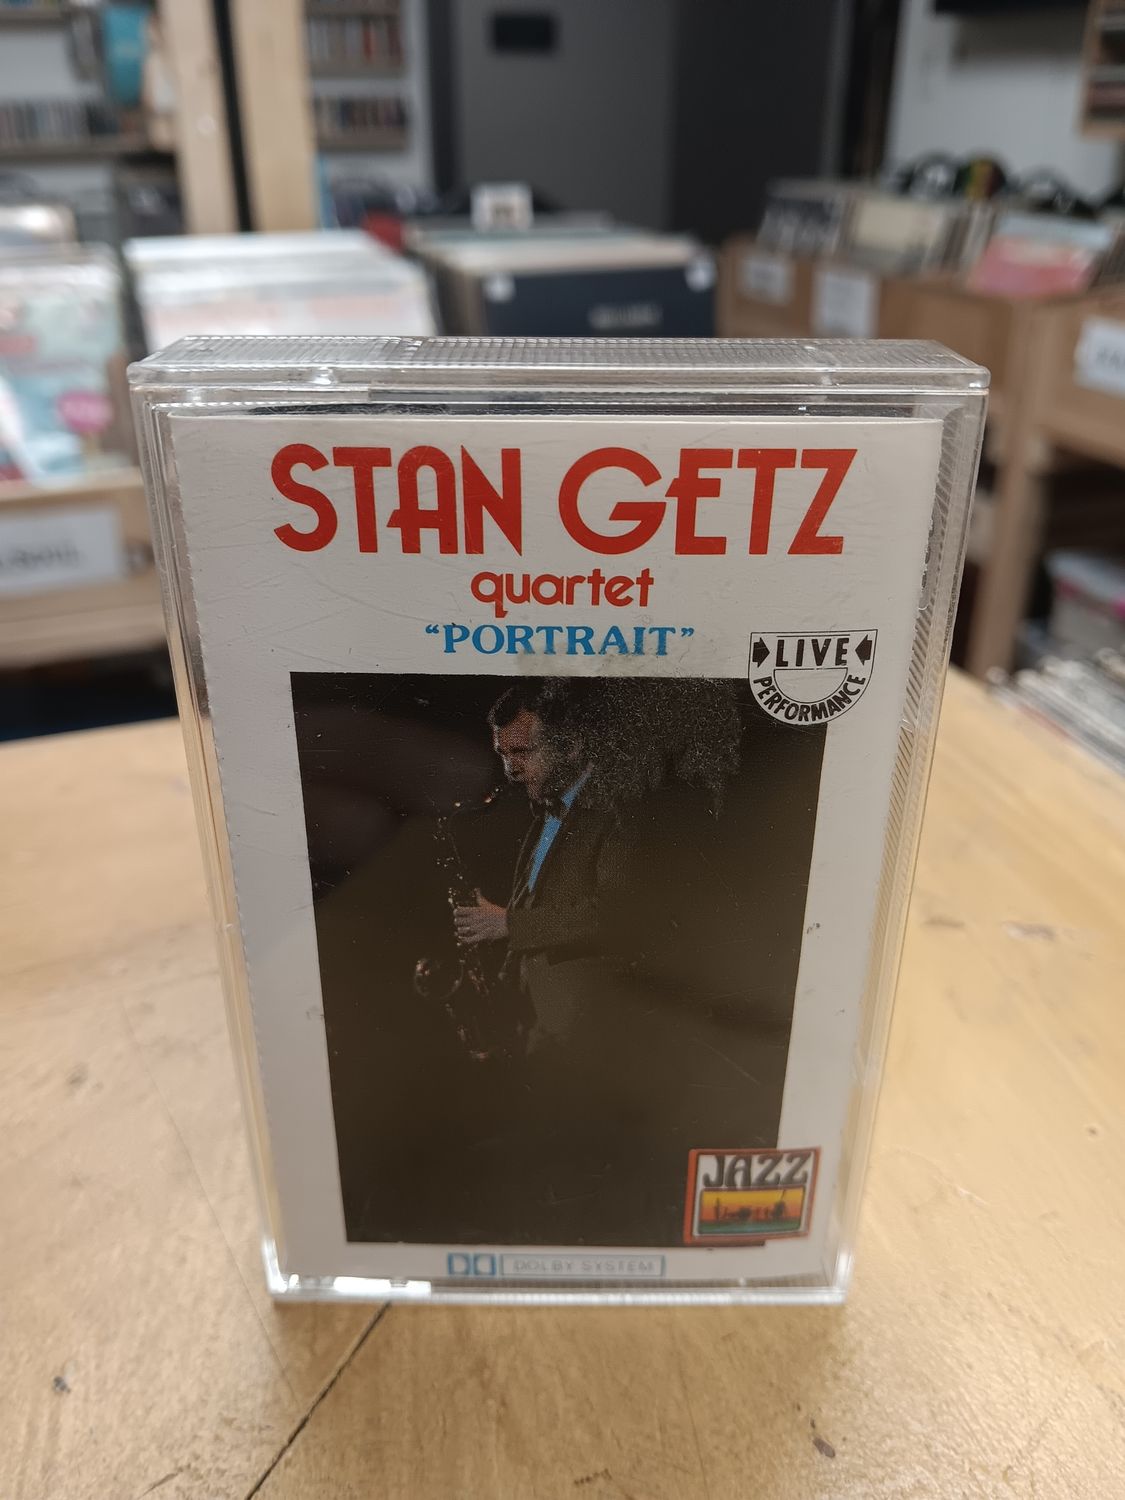 STAN GETZ
quartet
"PORTRAIT"
LIVE
PERFORMANCE
JAZZ
DOLBY SYSTEM